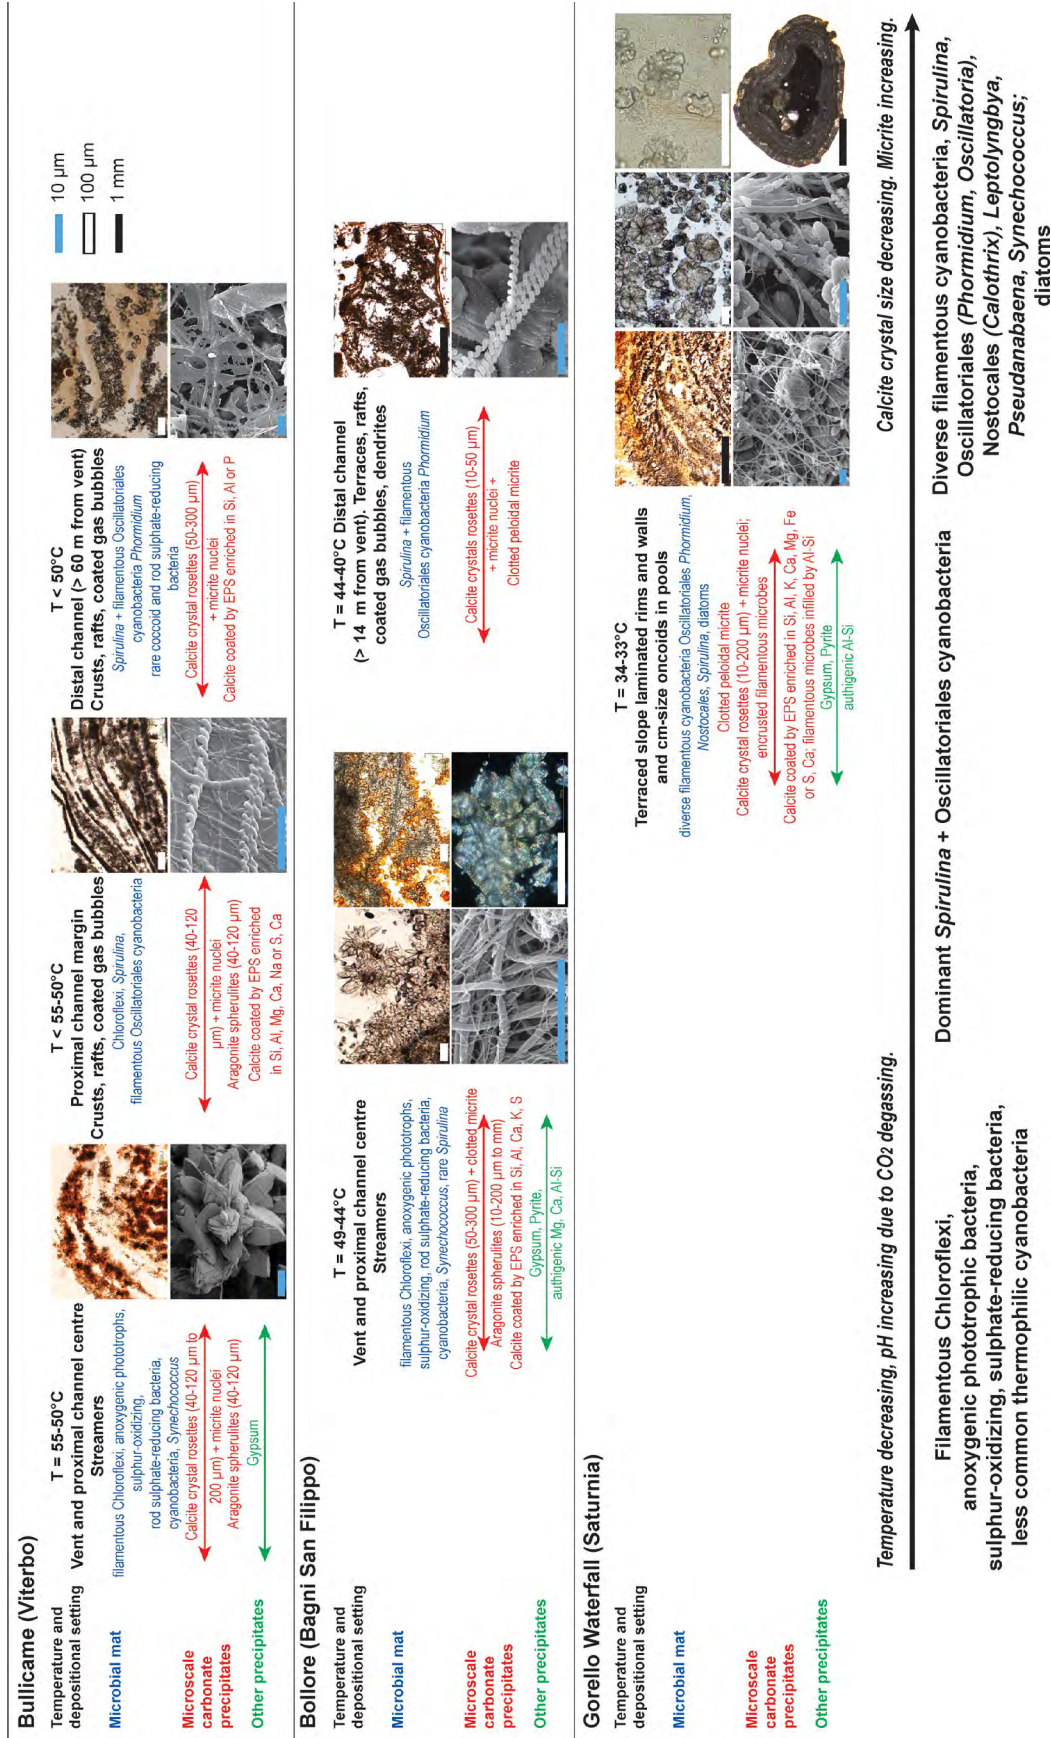 Bullicame (Viterbo)
Temperature and
depositional setting
Microbial mat
Microscale
carbonate
precipitates
Other precipitates
T = 55-50°C
Vent and proximal channel centre
Streamers
filamentous Chloroflexi, anoxygenic phototrophs,
sulphur-oxidizing,
rod sulphate-reducing bacteria,
cyanobacteria, Synechococcus
Calcite crystal rosettes (40-120 µm to
200 µm) + micrite nuclei
Aragonite spherulites (40-120 µm)
Gypsum
T < 55-50°C
Proximal channel margin
Crusts, rafts, coated gas bubbles
Chloroflexi, Spirulina,
filamentous Oscillatoriales cyanobacteria
Calcite crystal rosettes (40-120
µm) + micrite nuclei
Aragonite spherulites (40-120 µm)
Calcite coated by EPS enriched
in Si, Al, Mg, Ca, Na or S, Ca
T < 50°C
Distal channel (> 60 m from vent)
Crusts, rafts, coated gas bubbles
Spirulina + filamentous Oscillatoriales
cyanobacteria Phormidium
rare coccoid and rod sulphate-reducing
bacteria
Calcite crystal rosettes (50-300 µm)
+ micrite nuclei
Calcite coated by EPS enriched in Si, Al or P
10 µm
100 µm
1 mm
Bollore (Bagni San Filippo)
Temperature and
depositional setting
Microbial mat
Microscale
carbonate
precipitates
Other precipitates
T = 49-44°C
Vent and proximal channel centre
Streamers
filamentous Chloroflexi, anoxygenic phototrophs,
sulphur-oxidizing, rod sulphate-reducing bacteria,
cyanobacteria, Synechococcus, rare Spirulina
Calcite crystal rosettes (50-300 µm) + clotted micrite
Aragonite spherulites (10-200 µm to mm)
Calcite coated by EPS enriched in Si, Al, Ca, K, S
Gypsum, Pyrite,
authigenic Mg, Ca, Al-Si
T = 44-40°C Distal channel
(> 14 m from vent). Terraces, rafts,
coated gas bubbles, dendrites
Spirulina + filamentous
Oscillatoriales cyanobacteria Phormidium
Calcite crystals rosettes (10-50 µm)
+ micrite nuclei +
Clotted peloidal micrite
Gorello Waterfall (Saturnia)
Temperature and
depositional setting
Microbial mat
Microscale
carbonate
precipitates
Other precipitates
T = 34-33°C
Terraced slope laminated rims and walls
and cm-size oncoids in pools
diverse filamentous cyanobacteria Oscillatoriales Phormidium,
Nostocales, Spirulina, diatoms
Clotted peloidal micrite
Calcite crystal rosettes (10-200 µm) + micrite nuclei;
encrusted filamentous microbes
Calcite coated by EPS enriched in Si, Al, K, Ca, Mg, Fe
or S, Ca; filamentous microbes infilled by Al-Si
Gypsum, Pyrite
authigenic Al-Si
Temperature decreasing, pH increasing due to CO2 degassing.
Calcite crystal size decreasing. Micrite increasing.
Filamentous Chloroflexi,
anoxygenic phototrophic bacteria,
sulphur-oxidizing, sulphate-reducing bacteria,
less common thermophilic cyanobacteria
Dominant Spirulina + Oscillatoriales cyanobacteria
Diverse filamentous cyanobacteria, Spirulina,
Oscillatoriales (Phormidium, Oscillatoria),
Nostocales (Calothrix), Leptolyngbya,
Pseudanabaena, Synechococcus;
diatoms